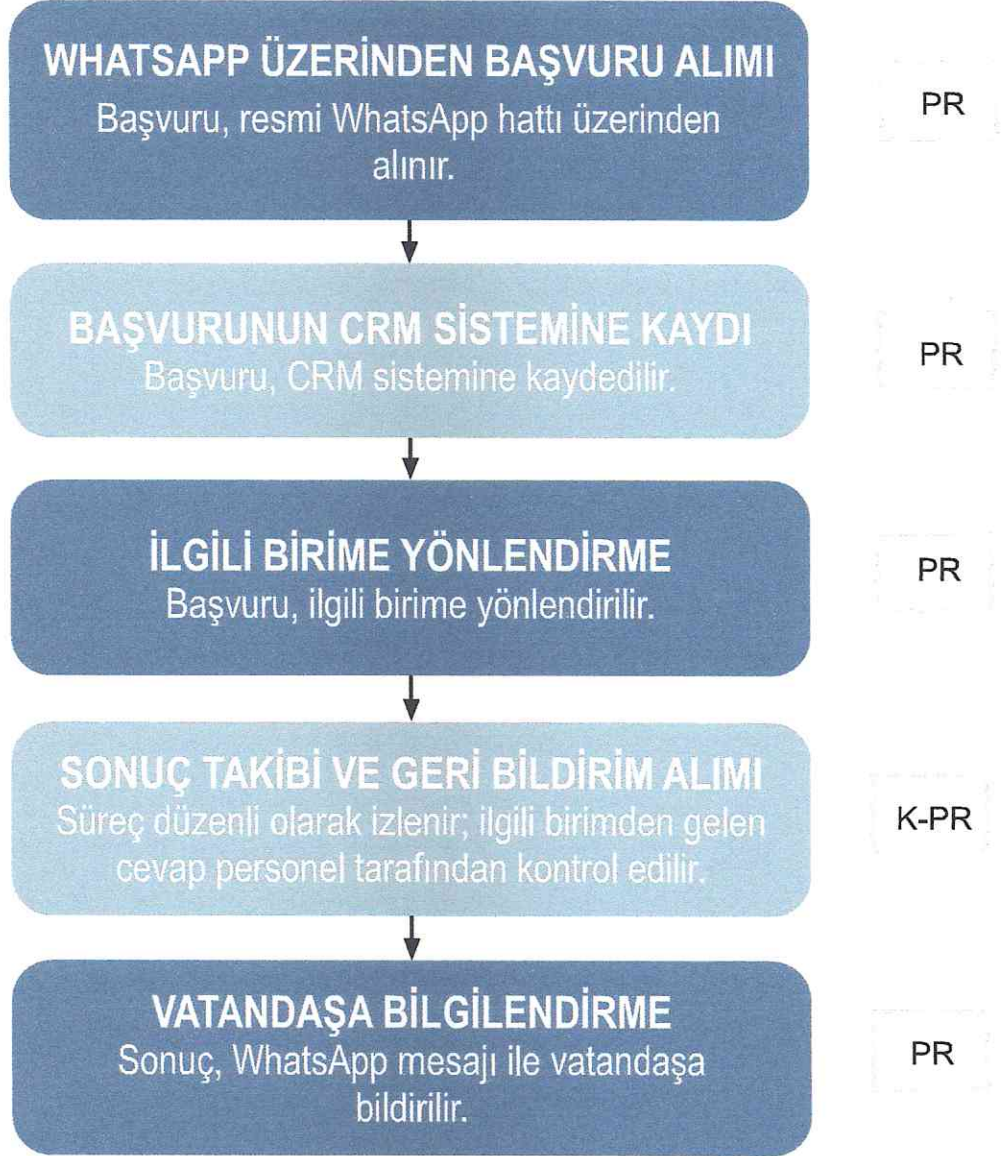 WHATSAPP ÜZERİNDEN BAŞVURU ALIMI
Başvuru, resmi WhatsApp hattı üzerinden
alınır.
PR
BAŞVURUNUN CRM SİSTEMİNE KAYDI
Başvuru, CRM sistemine kaydedilir.
PR
İLGİLİ BİRİME YÖNLENDİRME
Başvuru, ilgili birime yönlendirilir.
PR
SONUÇ TAKİBİ VE GERİ BİLDİRİM ALIMI
Süreç düzenli olarak izlenir; ilgili birimden gelen
cevap personel tarafından kontrol edilir.
K-PR
VATANDAŞA BİLGİLENDİRME
Sonuç, WhatsApp mesajı ile vatandaşa
bildirilir.
PR